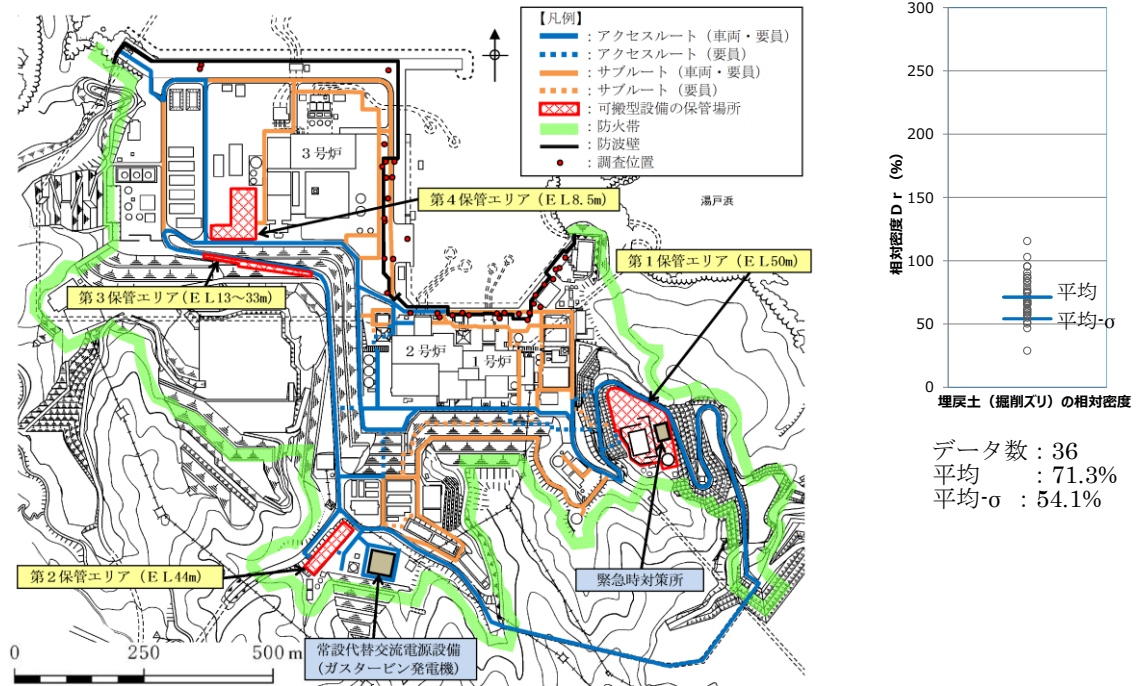 【凡例】
：アクセスルート（車両・要員）
：アクセスルート（要員）
：サブルート（車両・要員）
：サブルート（要員）
：可搬型設備の保管場所
：防火帯
：防波壁
：調査位置
3号炉
第４保管エリア（ＥＬ8.5m）
湯戸浜
第１保管エリア（ＥＬ50m）
第３保管エリア（ＥＬ13～33m）
2号炉
1号炉
第２保管エリア（ＥＬ44m）
緊急時対策所
常設代替交流電源設備
（ガスタービン発電機）
0 250 500 m
相対密度Ｄｒ（%）
300
250
200
150
100
50
0
平均
平均-σ
埋戻土（掘削ズリ）の相対密度
データ数：36
平均　　：71.3%
平均-σ ：54.1%